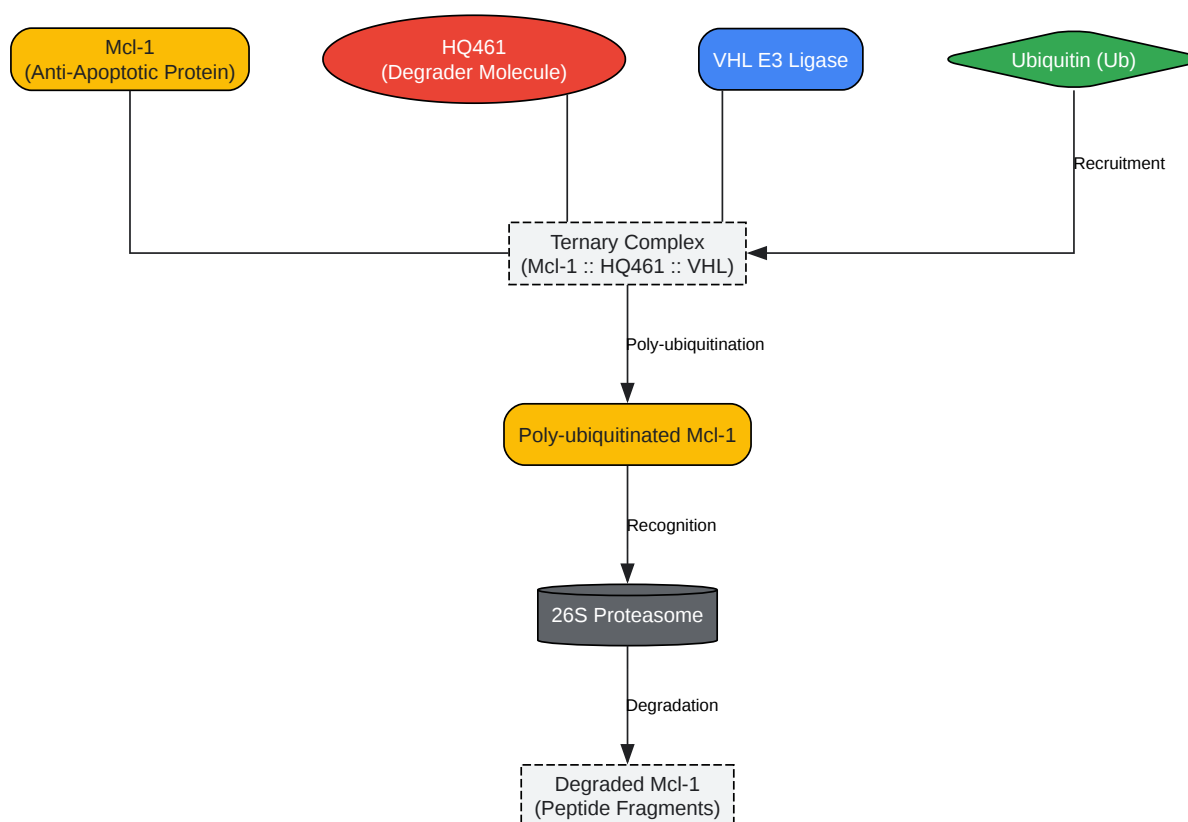 Mcl-1
(Anti-Apoptotic Protein)
HQ461
(Degrader Molecule)
VHL E3 Ligase
Ubiquitin (Ub)
Recruitment
Ternary Complex
(Mcl-1 :: HQ461 :: VHL)
Poly-ubiquitination
Poly-ubiquitinated Mcl-1
Recognition
26S Proteasome
Degradation
Degraded Mcl-1
(Peptide Fragments)